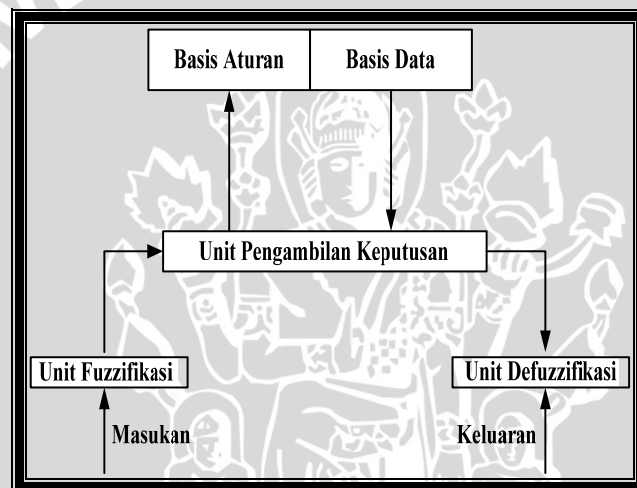 Basis Aturan Basis Data
Unit Pengambilan Keputusan
Unit Fuzzifikasi Unit Defuzzifikasi
Masukan Keluaran